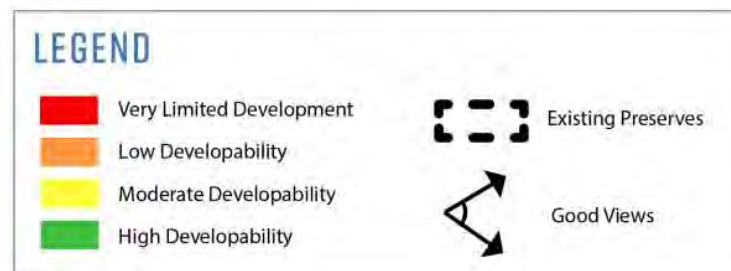 LEGEND
Very Limited Development
Low Developability
Moderate Developability
High Developability
Existing Preserves
Good Views